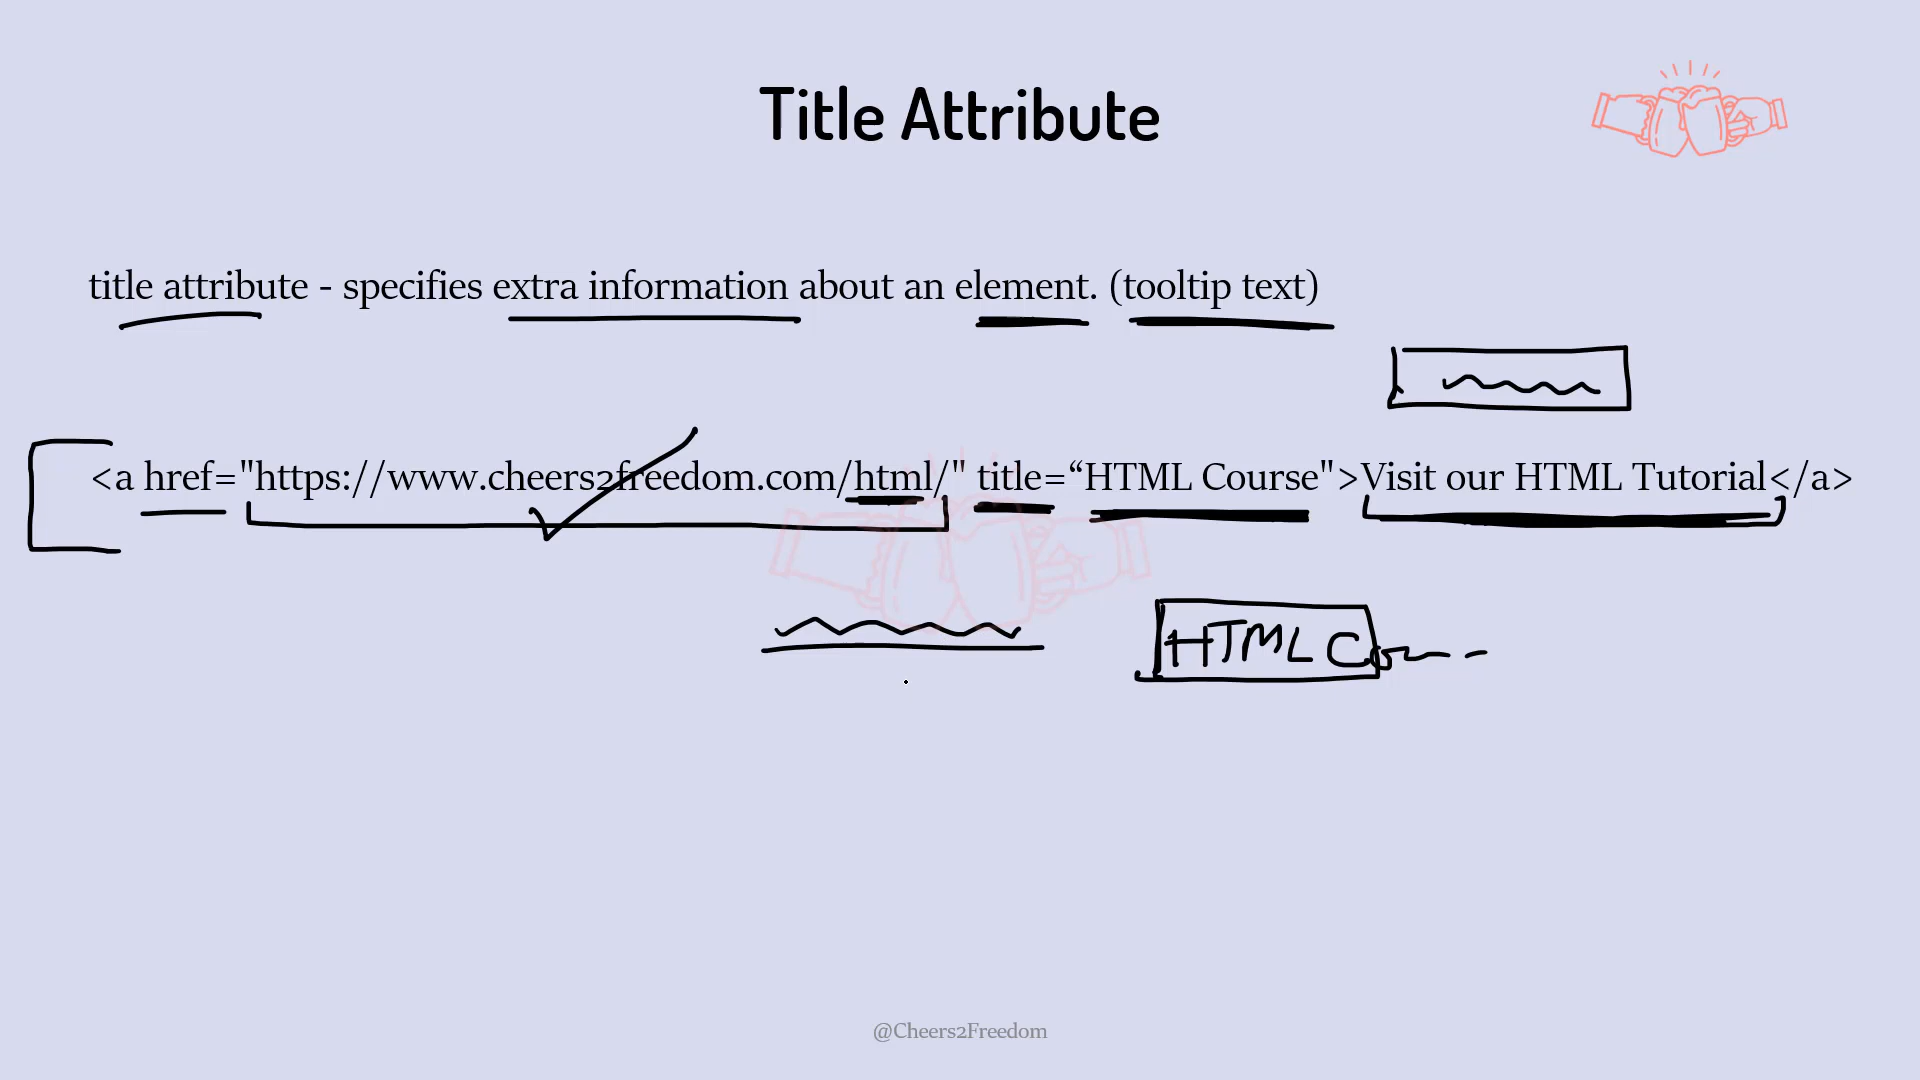 Title Attribute
title attribute - specifies extra information about an element. (tooltip text)
<a href="https://www.cheers2freedom.com/html/" title=“HTML Course">Visit our HTML Tutorial</a>
HTML Co
@Cheers2Freedom